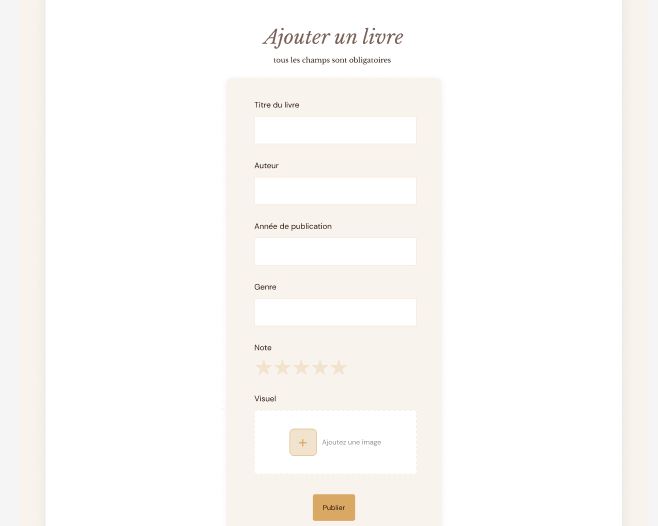 Ajouter un livre
tous les champs sont obligatoires
Titre du livre
Auteur
Année de publication
Genre
Note
Visuel
+ Ajoutez une image
Publier